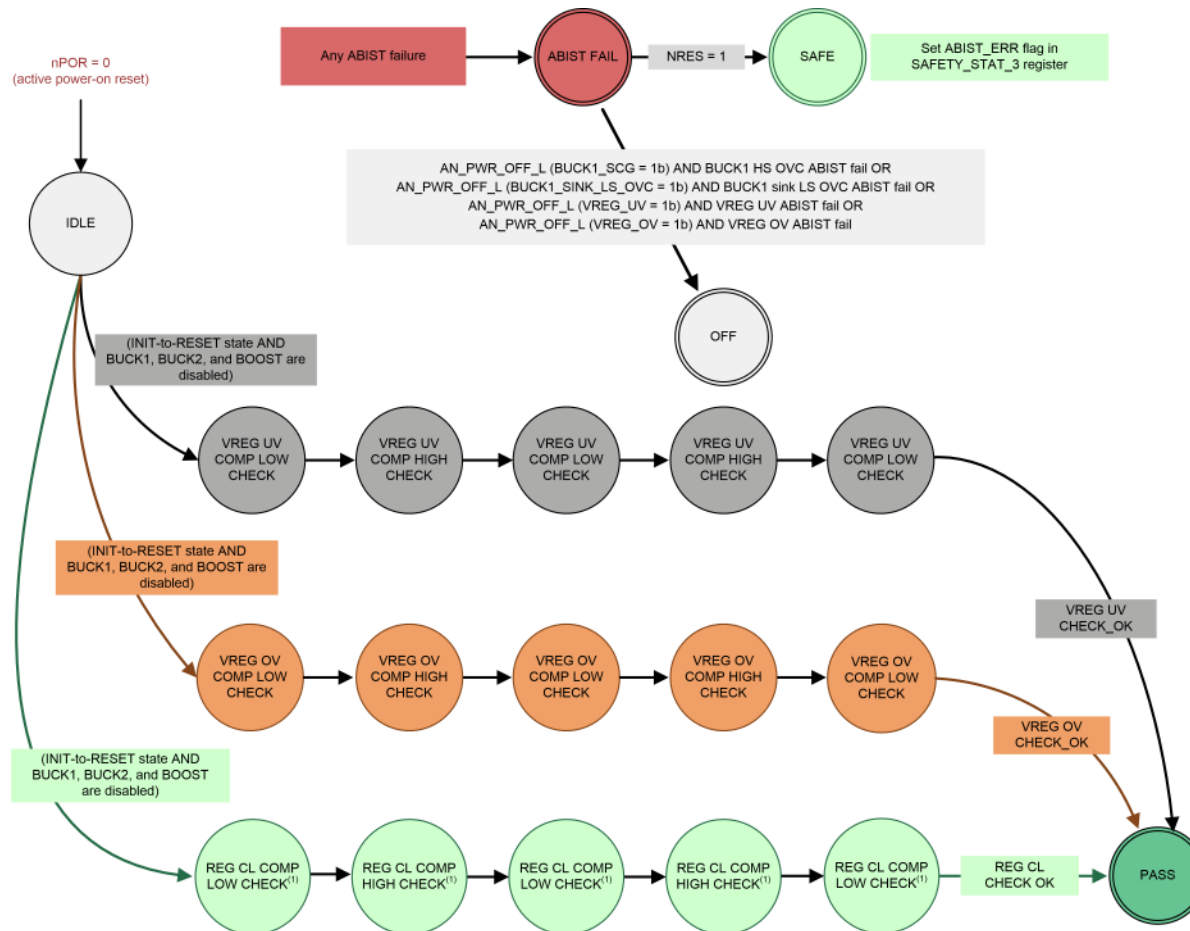 Any ABIST failure
ABIST FAIL
NRES = 1
SAFE
Set ABIST_ERR flag in
SAFETY_STAT_3 register
nPOR = 0
(active power-on reset)
IDLE
AN_PWR_OFF_L (BUCK1_SCG = 1b) AND BUCK1 HS OVC ABIST fail OR
AN_PWR_OFF_L (BUCK1_SINK_LS_OVC = 1b) AND BUCK1 sink LS OVC ABIST fail OR
AN_PWR_OFF_L (VREG_UV = 1b) AND VREG UV ABIST fail OR
AN_PWR_OFF_L (VREG_OV = 1b) AND VREG OV ABIST fail
OFF
(INIT-to-RESET state AND
BUCK1, BUCK2, and BOOST are
disabled)
VREG UV
COMP LOW
CHECK
VREG UV
COMP HIGH
CHECK
VREG UV
COMP LOW
CHECK
VREG UV
COMP HIGH
CHECK
VREG UV
COMP LOW
CHECK
VREG UV
CHECK_OK
(INIT-to-RESET state AND
BUCK1, BUCK2, and BOOST are
disabled)
VREG OV
COMP LOW
CHECK
VREG OV
COMP HIGH
CHECK
VREG OV
COMP LOW
CHECK
VREG OV
COMP HIGH
CHECK
VREG OV
COMP LOW
CHECK
VREG OV
CHECK_OK
(INIT-to-RESET state AND
BUCK1, BUCK2, and BOOST
are disabled)
REG CL COMP
LOW CHECK(1)
REG CL COMP
HIGH CHECK(1)
REG CL COMP
LOW CHECK(1)
REG CL COMP
HIGH CHECK(1)
REG CL COMP
LOW CHECK(1)
REG CL
CHECK OK
PASS